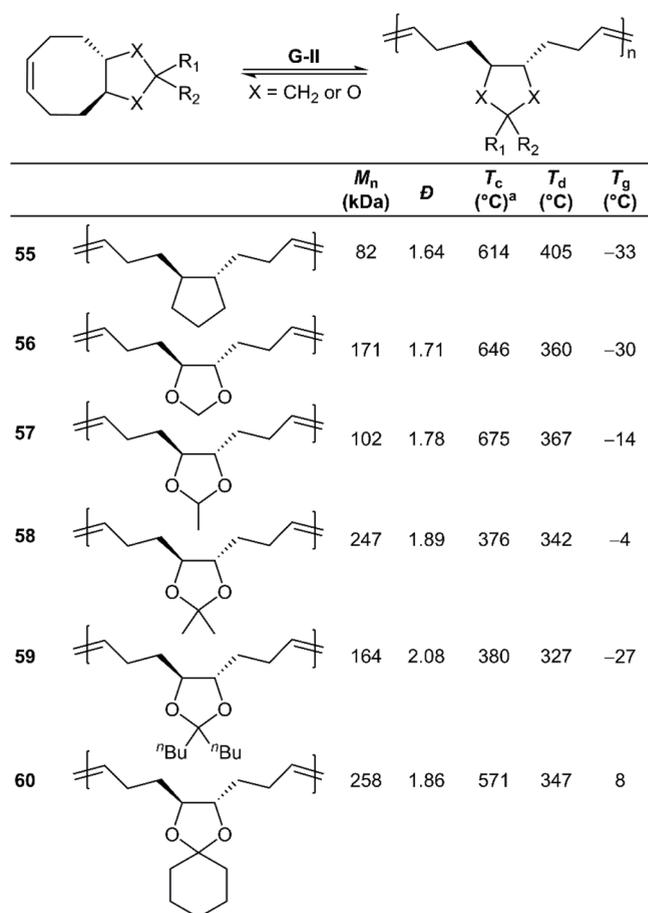 X
R₁
R₂
X
G-II
X = CH₂ or O
n
X X
R₁ R₂
Mn (kDa) Đ Tc (°C)ᵃ Td (°C) Tg (°C)
55 82 1.64 614 405 −33
56 171 1.71 646 360 −30
O O
57 102 1.78 675 367 −14
O O
58 247 1.89 376 342 −4
O O
59 164 2.08 380 327 −27
O O
ⁿBu ⁿBu
60 258 1.86 571 347 8
O O